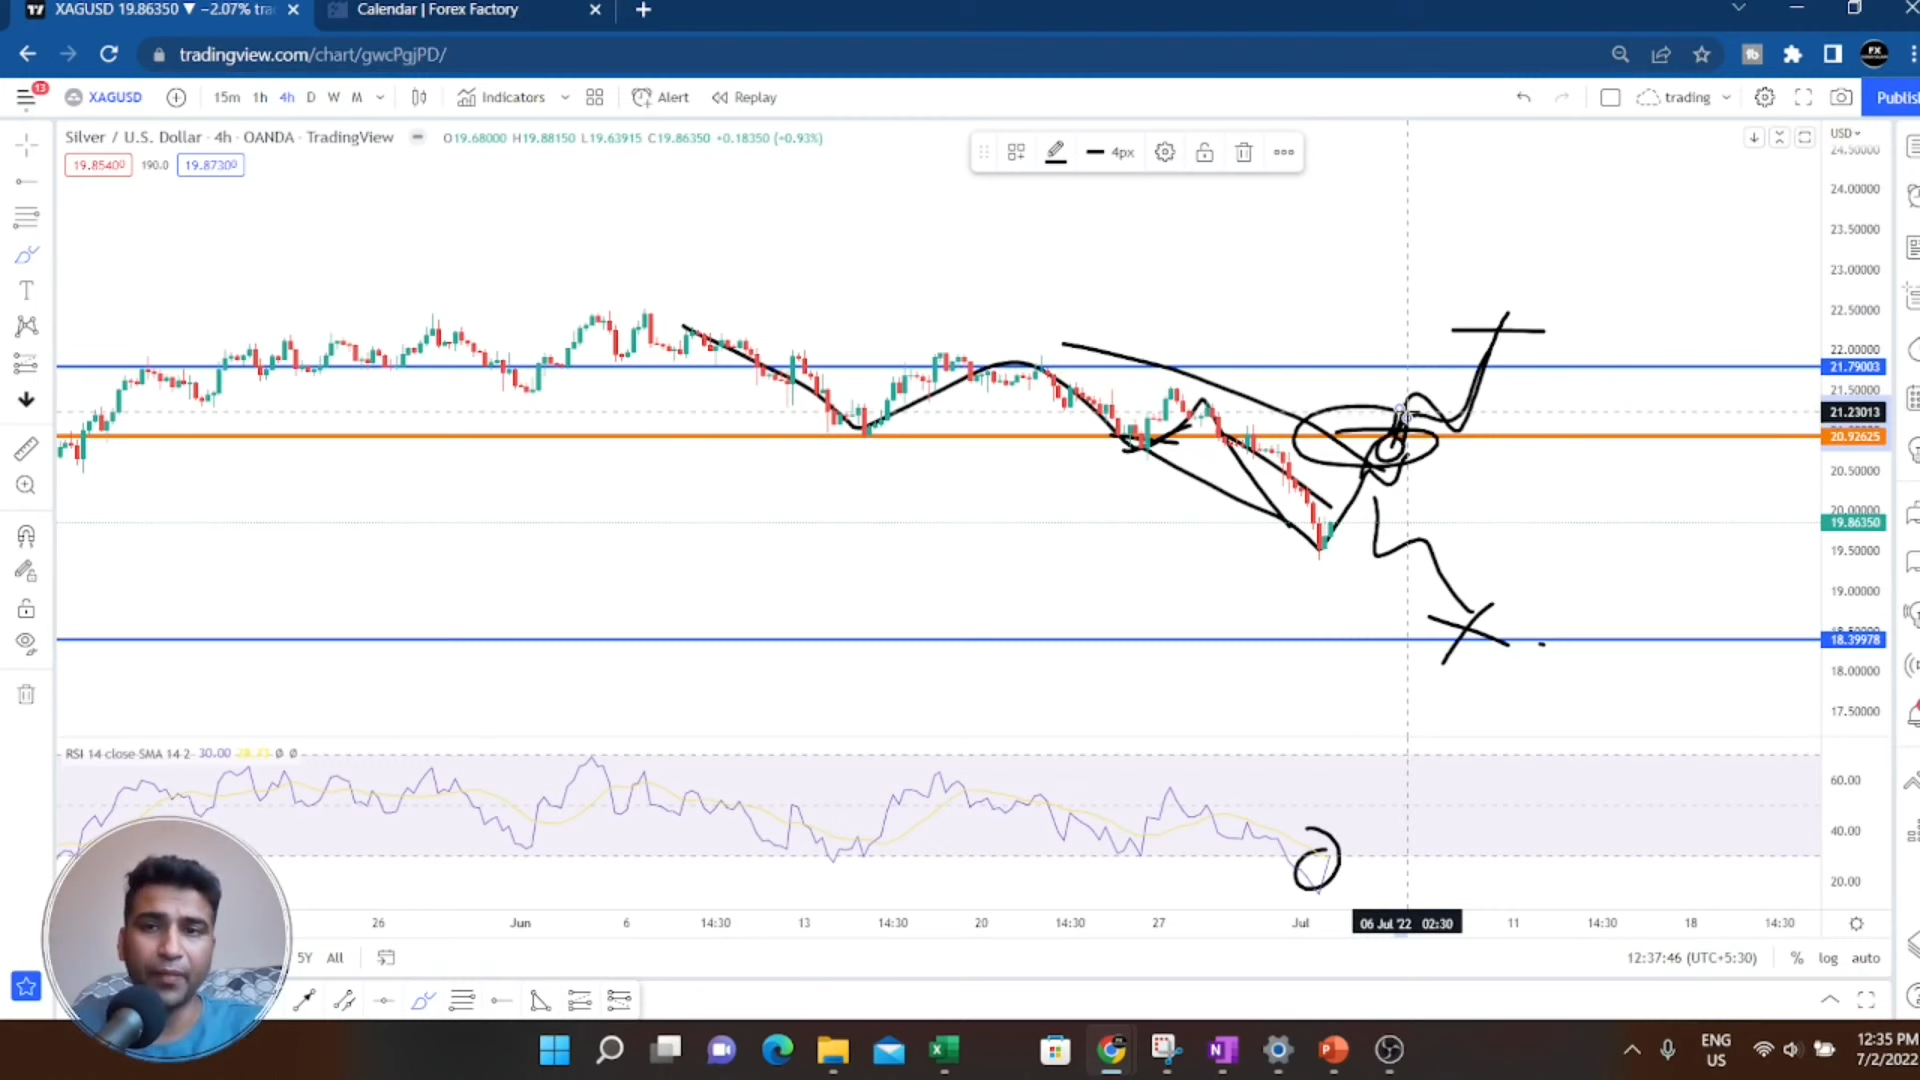 XAGUSD 19.86350 ▼ −2.07% tra
Calendar | Forex Factory
tradingview.com/chart/gwcPgjPD/
13
XAGUSD
15m 1h 4h D W M
Indicators
Alert
Replay
trading
Publish
Silver / U.S. Dollar · 4h · OANDA · TradingView
O19.68000 H19.88150 L19.63915 C19.86350 +0.18350 (+0.93%)
19.85400 190.0 19.87300
4px
USD
24.50000
24.00000
23.50000
23.00000
22.50000
22.00000
21.79003
21.50000
21.23013
20.92625
20.50000
20.00000
19.86350
19.50000
19.00000
18.39978
18.00000
17.50000
RSI 14 close SMA 14 2 30.00
60.00
40.00
20.00
26 Jun 6 14:30 13 14:30 20 14:30 27 Jul 06 Jul '22 02:30 11 14:30 18 14:30
5Y All
12:37:46 (UTC+5:30) % log auto
ENG
US
12:35 PM
7/2/2022